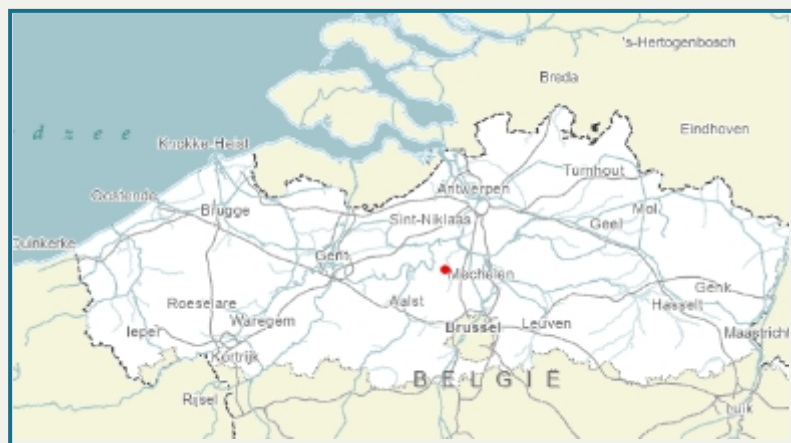 's-Hertogenbosch
Breda
d z e e
Eindhoven
Knokke-Heist
Turnhout
Antwerpen
Oostende
Mol
Brugge
Sint-Niklaas
Geel
Duinkerke
Gent
Mechelen
Genk
Roeselare
Aalst
Hasselt
Waregem
Ieper
Brussel
Leuven
Maastricht
Kortrijk
BELGIË
Rijsel
Luik